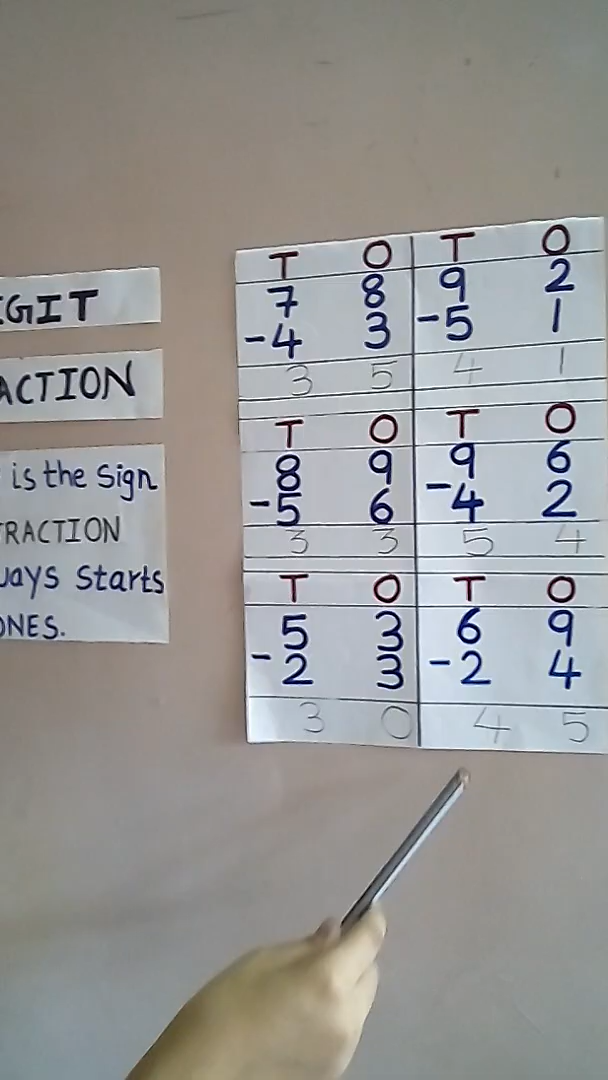 GIT
ACTION
is the Sign
RACTION
ays Starts
ONES.
T O T O
7 8 9 2
-4 3 -5 1
3 5 4 1
T O T O
8 9 9 6
-5 6 -4 2
3 3 5 4
T O T O
5 3 6 9
-2 3 -2 4
3 0 4 5